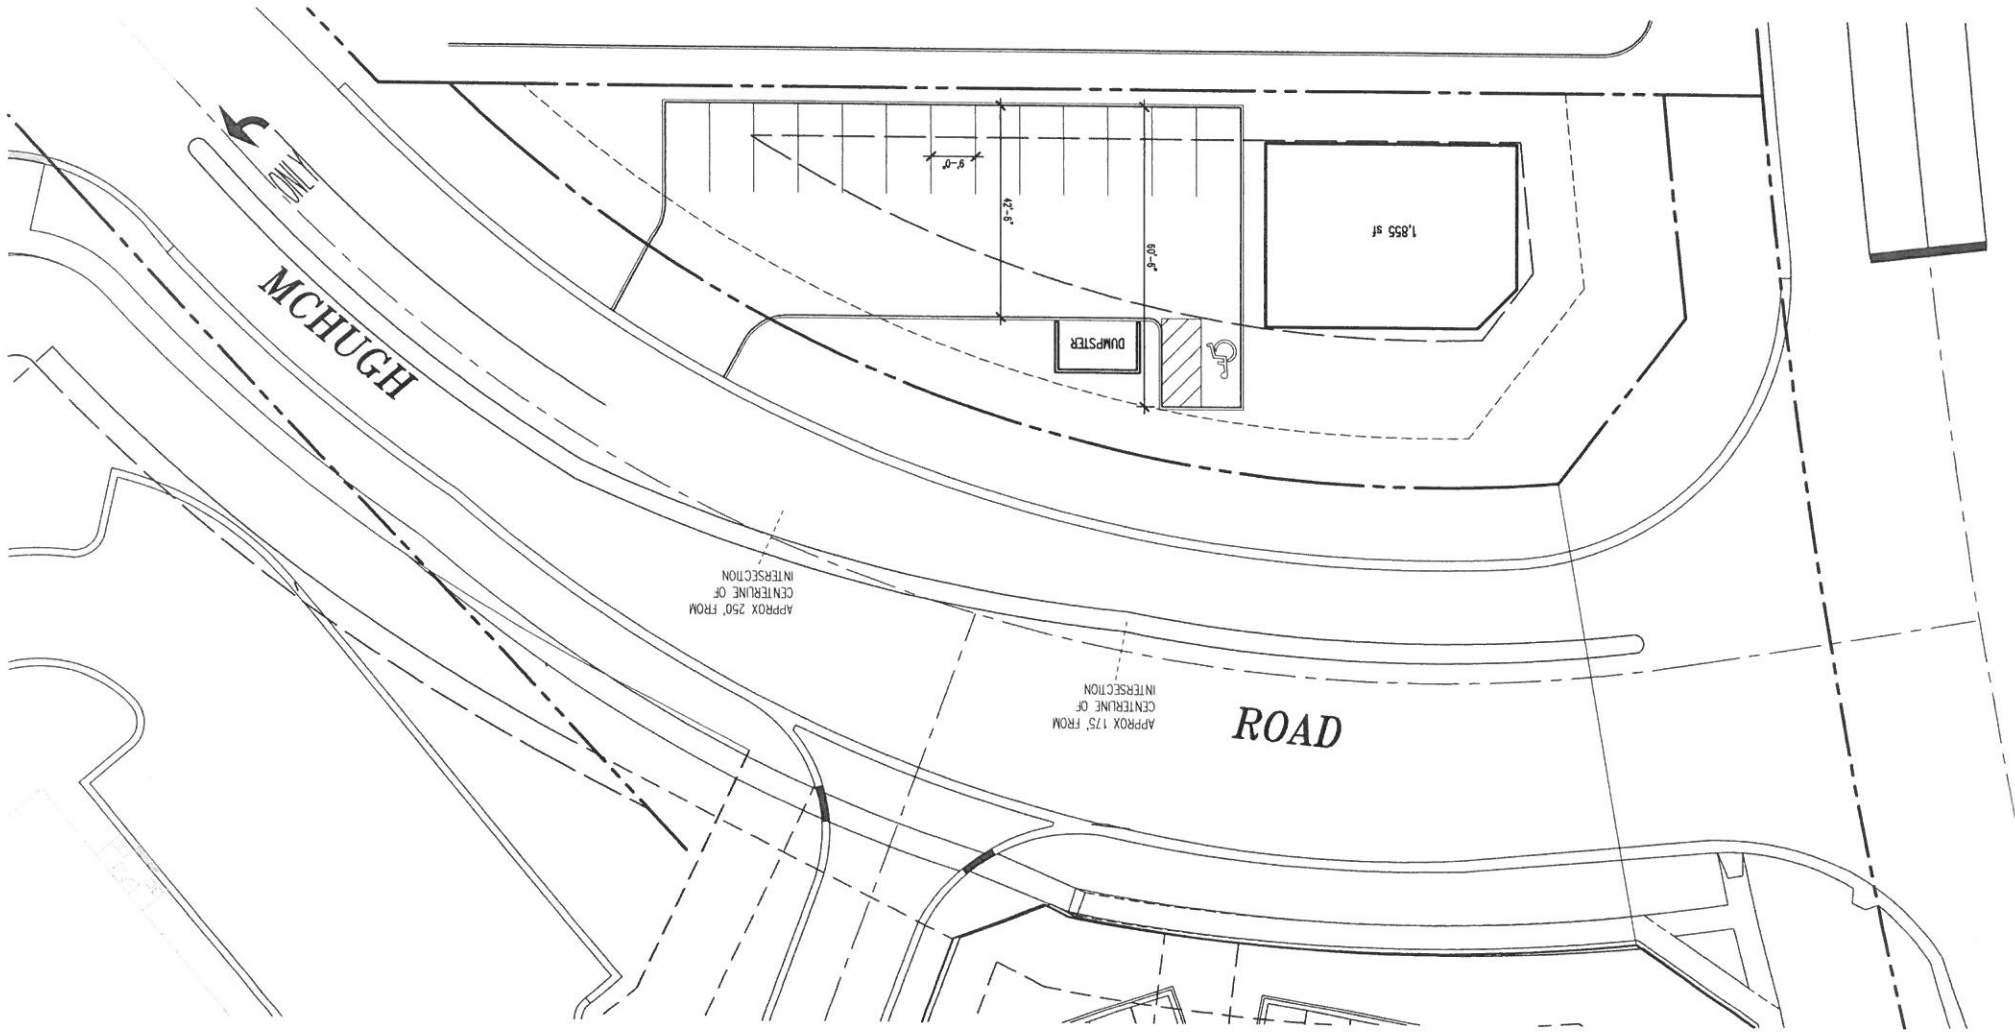 ONLY
MCHUGH
ROAD
9'-0"
42'-6"
60'-6"
1,855 sf
DUMPSTER
APPROX 250' FROM
CENTERLINE OF
INTERSECTION
APPROX 175' FROM
CENTERLINE OF
INTERSECTION